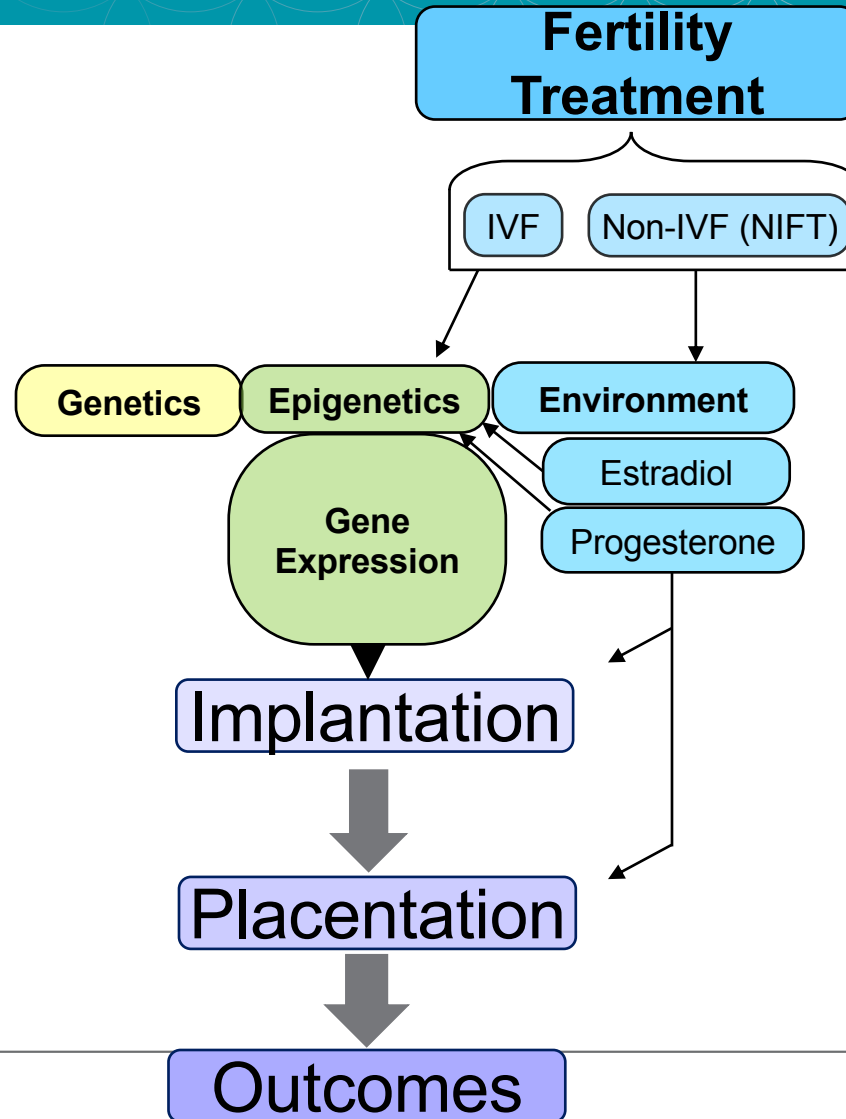 Fertility
Treatment
IVF
Non-IVF (NIFT)
Genetics
Epigenetics
Environment
Estradiol
Progesterone
Gene
Expression
Implantation
Placentation
Outcomes